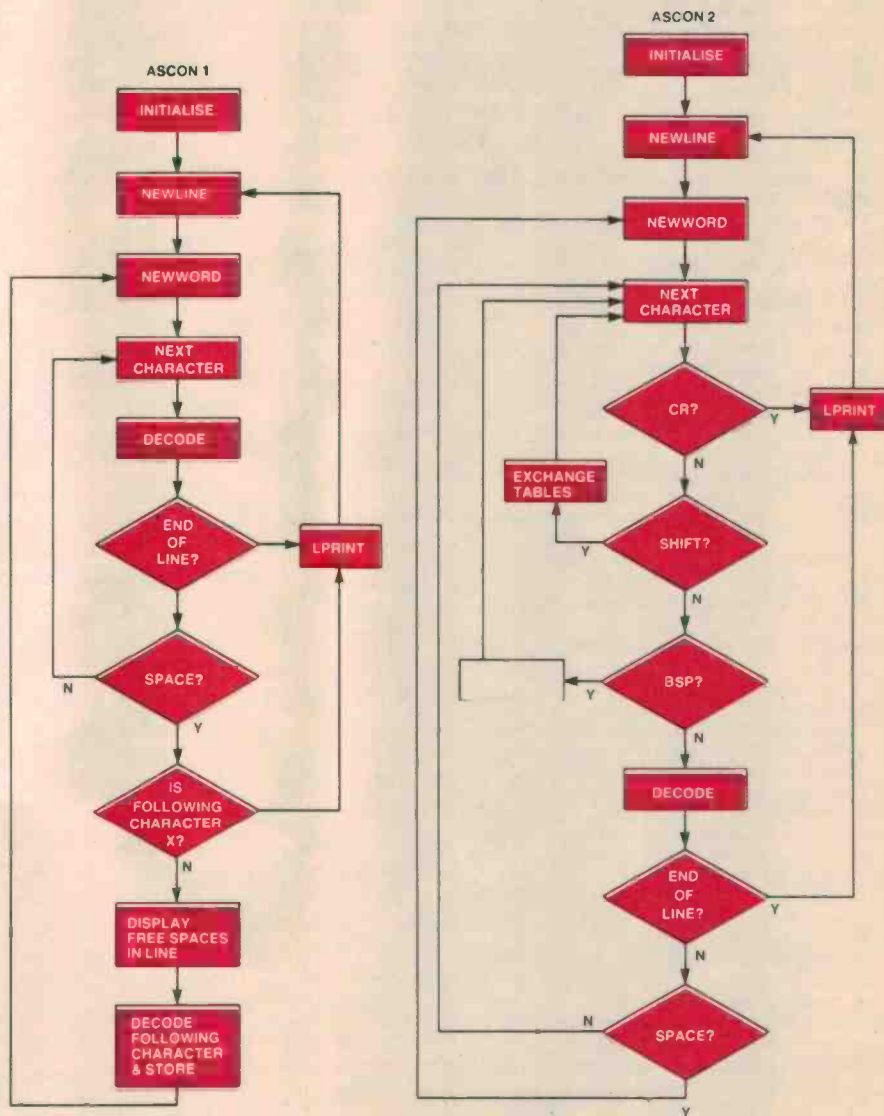 ASCON 1
INITIALISE
NEWLINE
NEWWORD
NEXT
CHARACTER
DECODE
END
OF
LINE?
LPRINT
SPACE?
N
Y
IS
FOLLOWING
CHARACTER
X?
N
DISPLAY
FREE SPACES
IN LINE
DECODE
FOLLOWING
CHARACTER
& STORE
ASCON 2
INITIALISE
NEWLINE
NEWWORD
NEXT
CHARACTER
CR?
Y
LPRINT
N
EXCHANGE
TABLES
SHIFT?
Y
N
BSP?
Y
N
DECODE
END
OF
LINE?
Y
N
SPACE?
N
Y